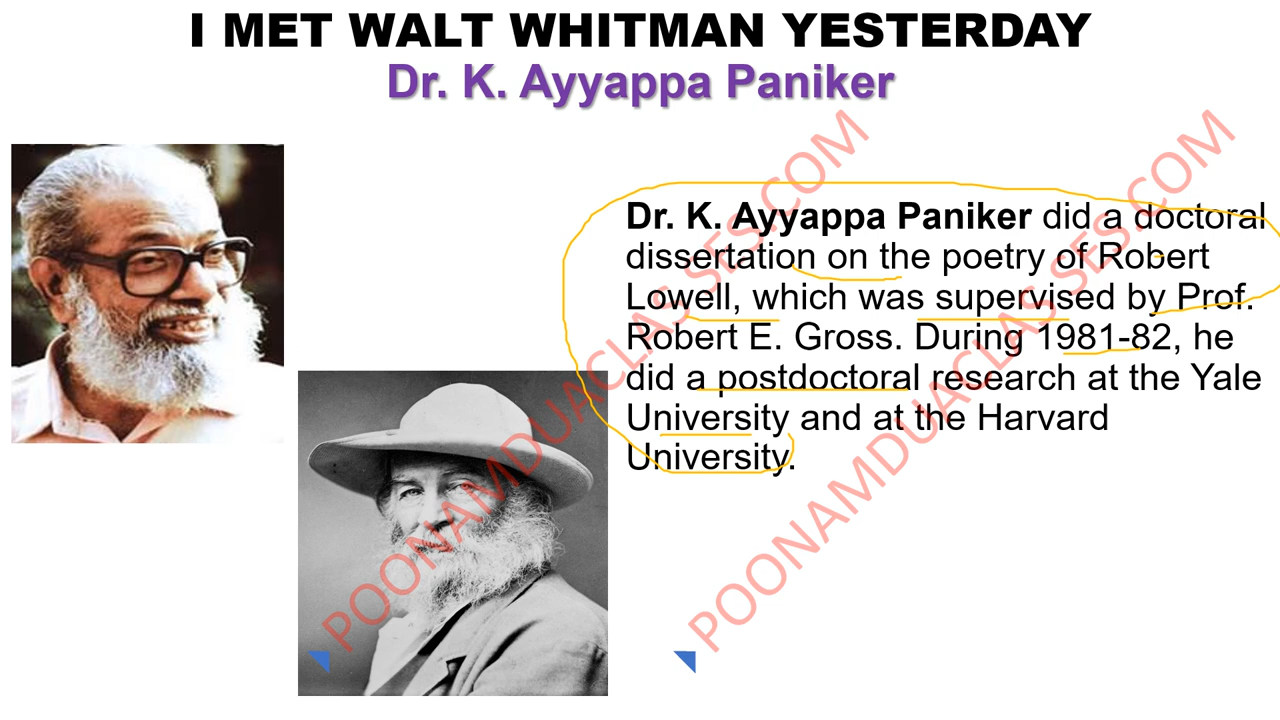 I MET WALT WHITMAN YESTERDAY
Dr. K. Ayyappa Paniker
Dr. K. Ayyappa Paniker did a doctoral
dissertation on the poetry of Robert
Lowell, which was supervised by Prof.
Robert E. Gross. During 1981-82, he
did a postdoctoral research at the Yale
University and at the Harvard
University.
POONAMDUACLASSES.COM
POONAMDUACLASSES.COM